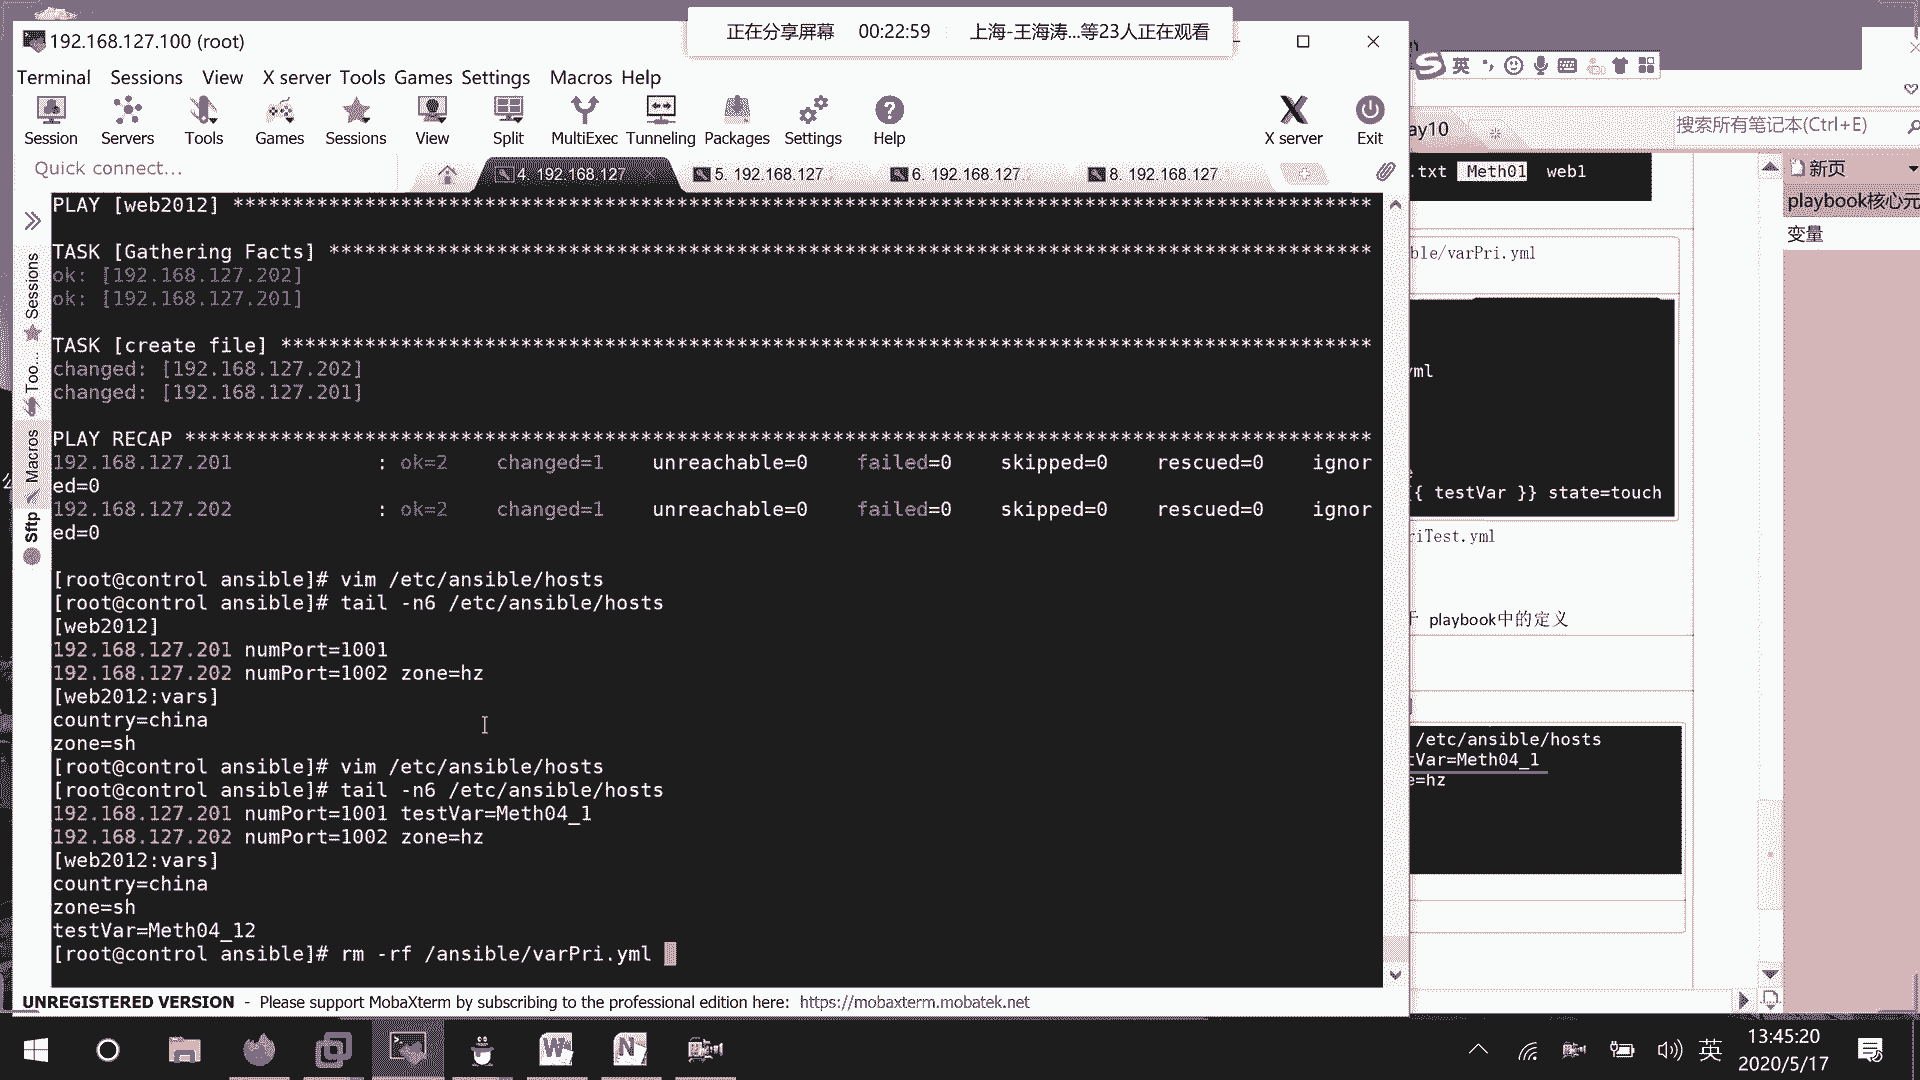 正在分享屏幕 00:22:59 上海-王海涛...等23人正在观看
192.168.127.100 (root)
Terminal Sessions View X server Tools Games Settings Macros Help
Session Servers Tools Games Sessions View Split MultiExec Tunneling Packages Settings Help X server Exit
Quick connect...
4. 192.168.127 5. 192.168.127. 6. 192.168.127. 8. 192.168.127.
Sessions
Too...
Macros
Sftp
PLAY [web2012] ***********************************************************************************************
TASK [Gathering Facts] ***************************************************************************************
ok: [192.168.127.202]
ok: [192.168.127.201]
TASK [create file] *******************************************************************************************
changed: [192.168.127.202]
changed: [192.168.127.201]
PLAY RECAP ***************************************************************************************************
192.168.127.201 : ok=2 changed=1 unreachable=0 failed=0 skipped=0 rescued=0 ignor
ed=0
192.168.127.202 : ok=2 changed=1 unreachable=0 failed=0 skipped=0 rescued=0 ignor
ed=0
[root@control ansible]# vim /etc/ansible/hosts
[root@control ansible]# tail -n6 /etc/ansible/hosts
[web2012]
192.168.127.201 numPort=1001
192.168.127.202 numPort=1002 zone=hz
[web2012:vars]
country=china
zone=sh
[root@control ansible]# vim /etc/ansible/hosts
[root@control ansible]# tail -n6 /etc/ansible/hosts
192.168.127.201 numPort=1001 testVar=Meth04_1
192.168.127.202 numPort=1002 zone=hz
[web2012:vars]
country=china
zone=sh
testVar=Meth04_12
[root@control ansible]# rm -rf /ansible/varPri.yml
UNREGISTERED VERSION - Please support MobaXterm by subscribing to the professional edition here: https://mobaxterm.mobatek.net
英
ay10
搜索所有笔记本(Ctrl+E)
.txt Meth01 web1
ble/varPri.yml
yml
{{ testVar }} state=touch
riTest.yml
playbook中的定义
/etc/ansible/hosts
tVar=Meth04_1
e=hz
新页
playbook核心元
变量
英
13:45:20
2020/5/17